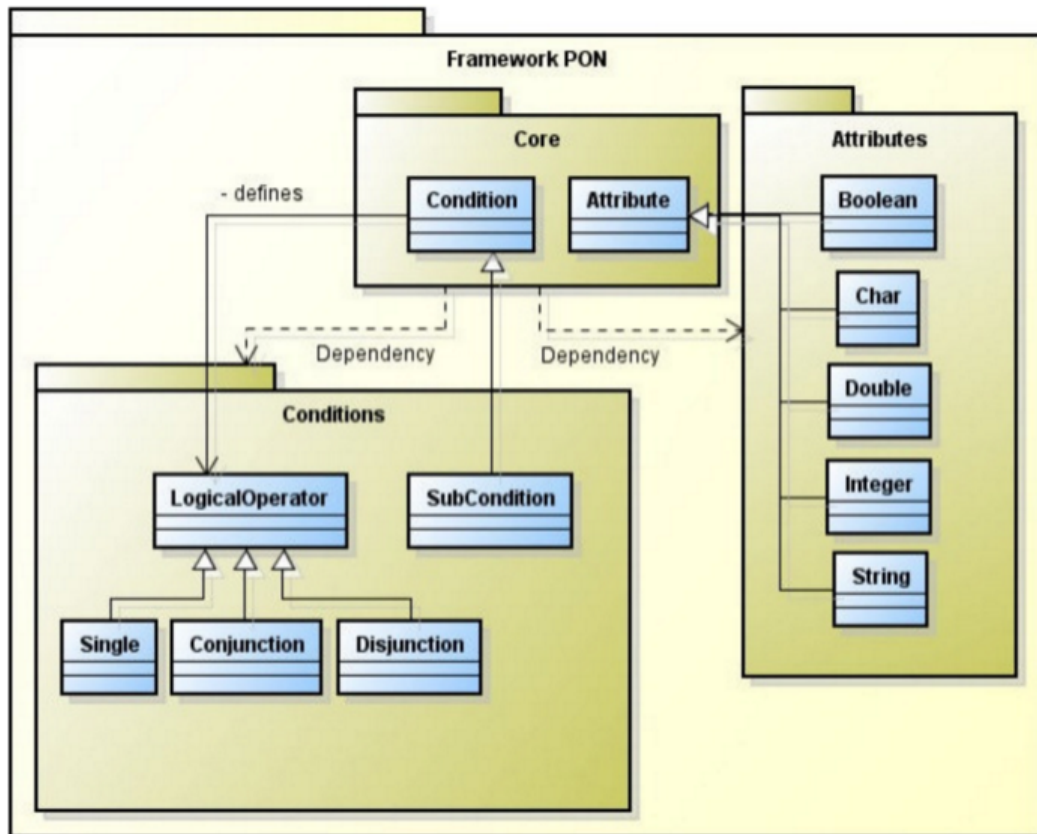 Framework PON
Core
Attributes
- defines
Condition
Attribute
Boolean
Char
Dependency
Dependency
Double
Conditions
LogicalOperator
SubCondition
Integer
String
Single
Conjunction
Disjunction